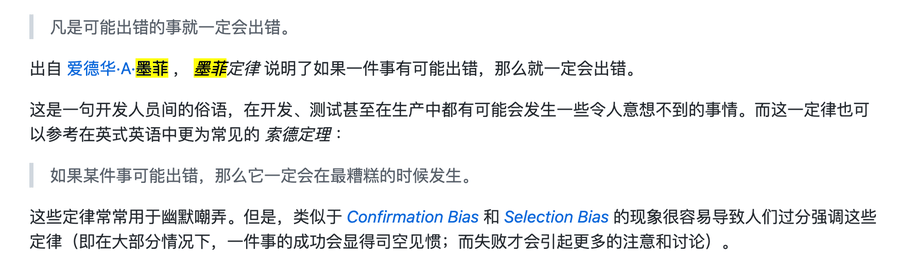 凡是可能出错的事就一定会出错。
出自 爱德华·A·墨菲 ， 墨菲定律 说明了如果一件事有可能出错，那么就一定会出错。
这是一句开发人员间的俗语，在开发、测试甚至在生产中都有可能会发生一些令人意想不到的事情。而这一定律也可
以参考在英式英语中更为常见的 索德定理：
如果某件事可能出错，那么它一定会在最糟糕的时候发生。
这些定律常常用于幽默嘲弄。但是，类似于 Confirmation Bias 和 Selection Bias 的现象很容易导致人们过分强调这些
定律（即在大部分情况下，一件事的成功会显得司空见惯；而失败才会引起更多的注意和讨论）。